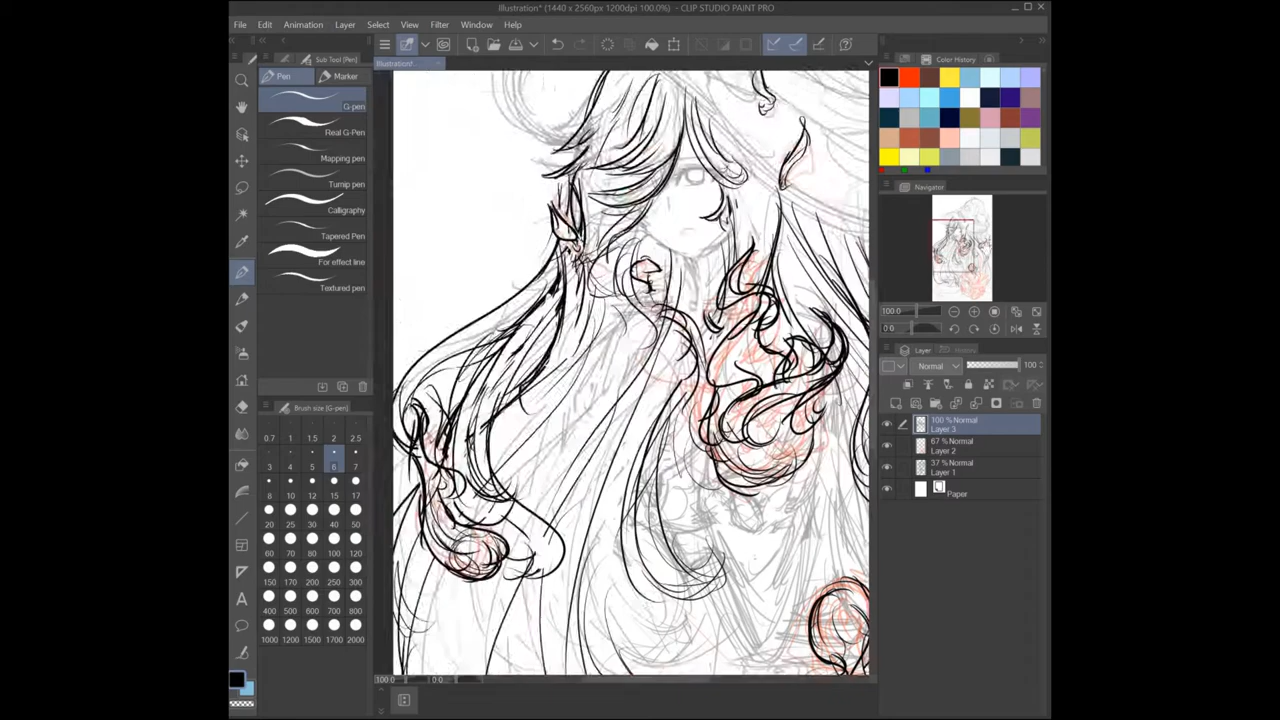 Illustration* (1440 x 2560px 1200dpi 100.0%) - CLIP STUDIO PAINT PRO
File Edit Animation Layer Select View Filter Window Help
Sub Tool [Pen]
Pen Marker
G-pen
Real G-Pen
Mapping pen
Turnip pen
Calligraphy
Tapered Pen
For effect line
Textured pen
Brush size [G-pen]
0.7 1 1.5 2 2.5
3 4 5 6 7
8 10 12 15 17
20 25 30 40 50
60 70 80 100 120
150 170 200 250 300
400 500 600 700 800
1000 1200 1500 1700 2000
Illustration*
100.0 0.0
Color History
Navigator
100.0
0.0
Layer History
Normal 100
100 % Normal
Layer 3
67 % Normal
Layer 2
37 % Normal
Layer 1
Paper